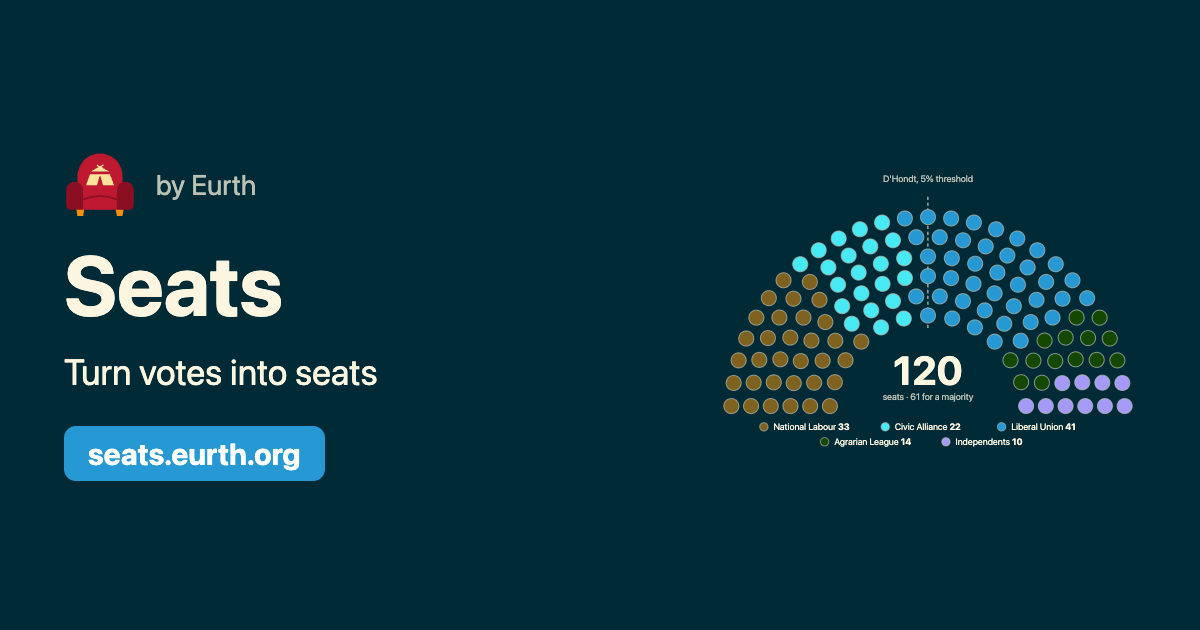 by Eurth
Seats
Turn votes into seats
seats.eurth.org
D'Hondt, 5% threshold
120
seats · 61 for a majority
National Labour 33 Civic Alliance 22 Liberal Union 41
Agrarian League 14 Independents 10